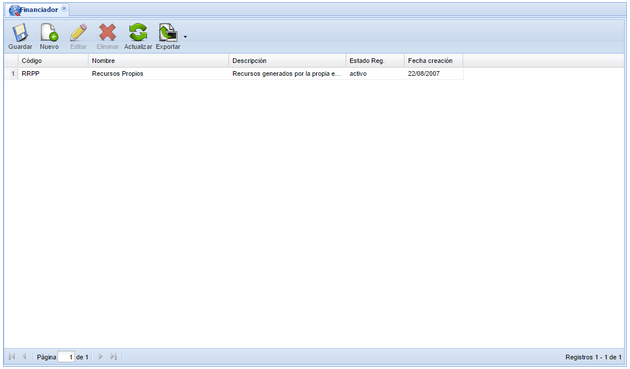 Financiador
Guardar Nuevo Editar Eliminar Actualizar Exportar
Código Nombre Descripción Estado Reg. Fecha creación
1 RRPP Recursos Propios Recursos generados por la propia e... activo 22/08/2007
Página 1 de 1 Registros 1 - 1 de 1